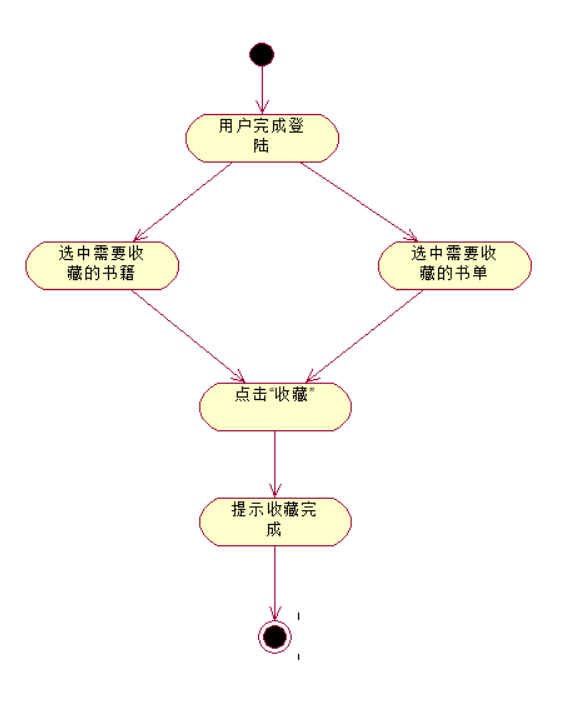 用户完成登
陆
选中需要收
藏的书籍
选中需要收
藏的书单
点击“收藏”
提示收藏完
成